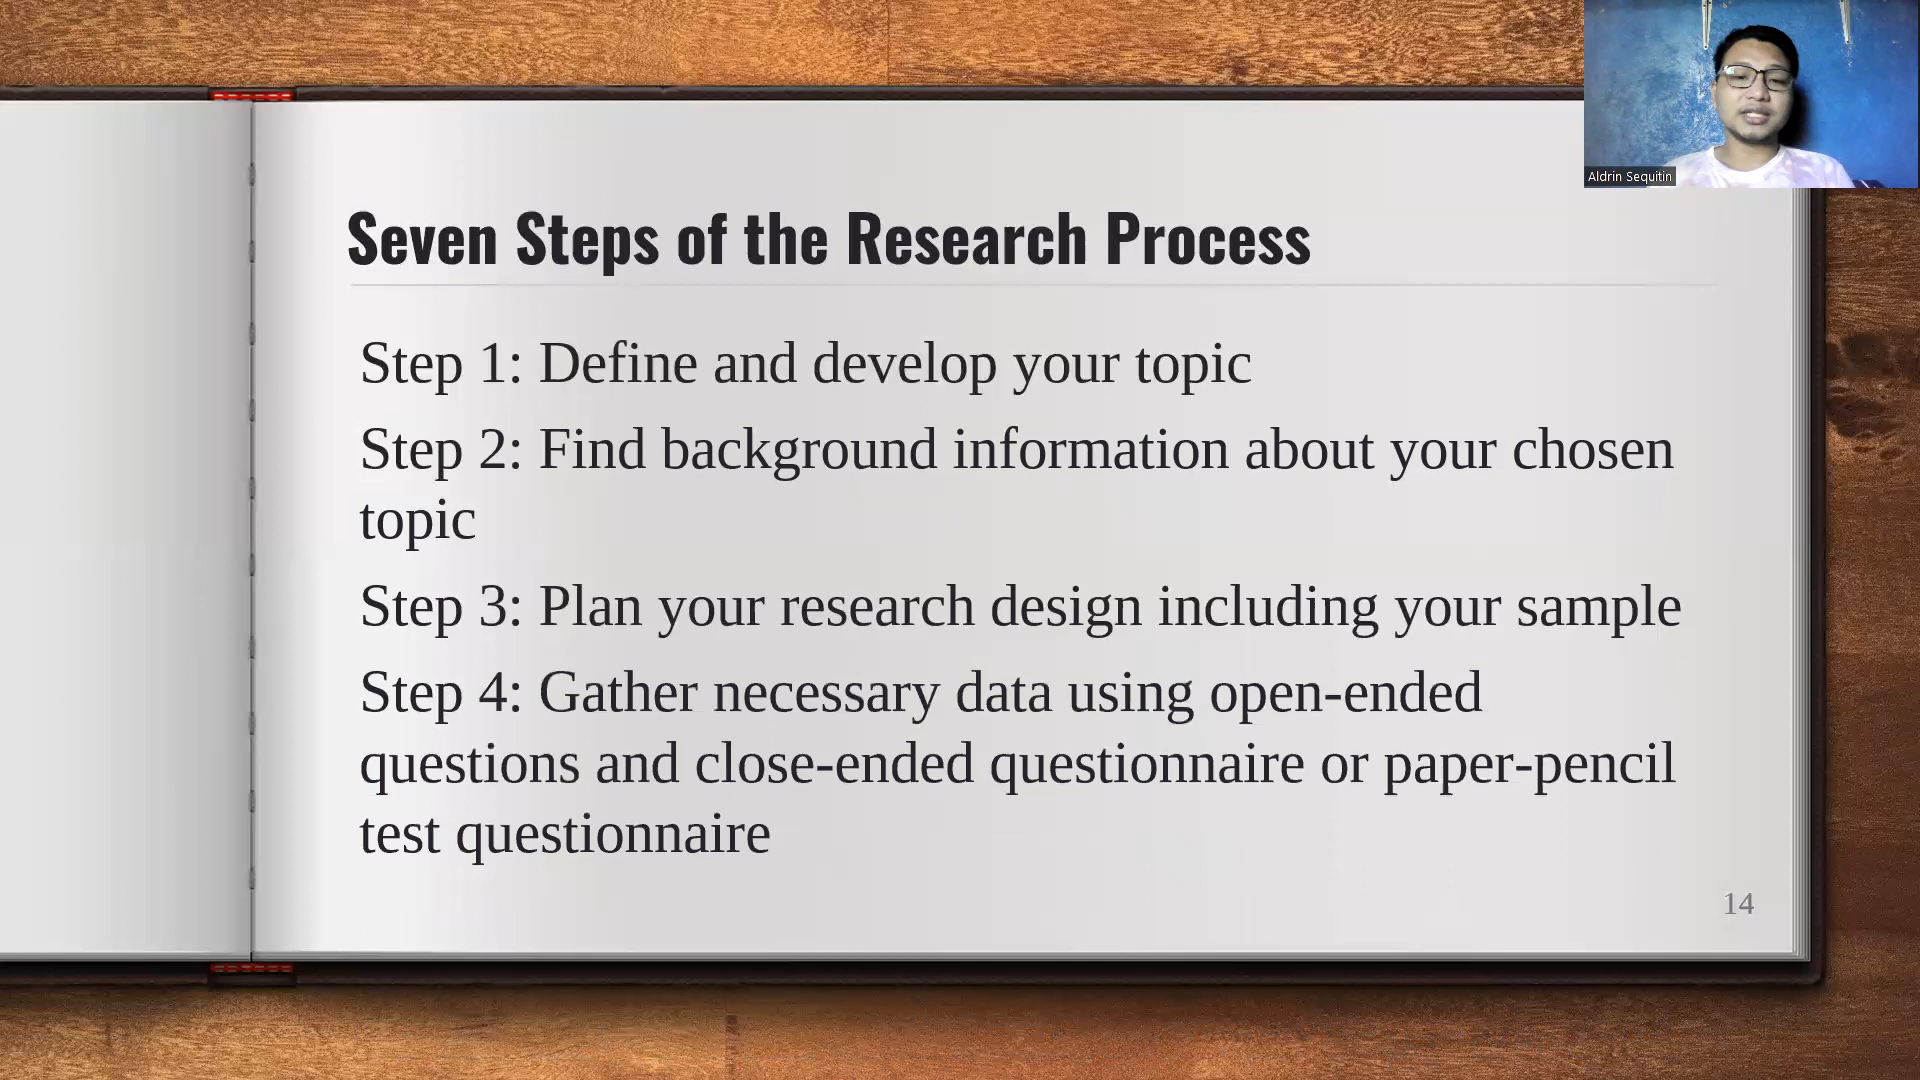 Aldrin Sequitin
Seven Steps of the Research Process
Step 1: Define and develop your topic
Step 2: Find background information about your chosen
topic
Step 3: Plan your research design including your sample
Step 4: Gather necessary data using open-ended
questions and close-ended questionnaire or paper-pencil
test questionnaire
14